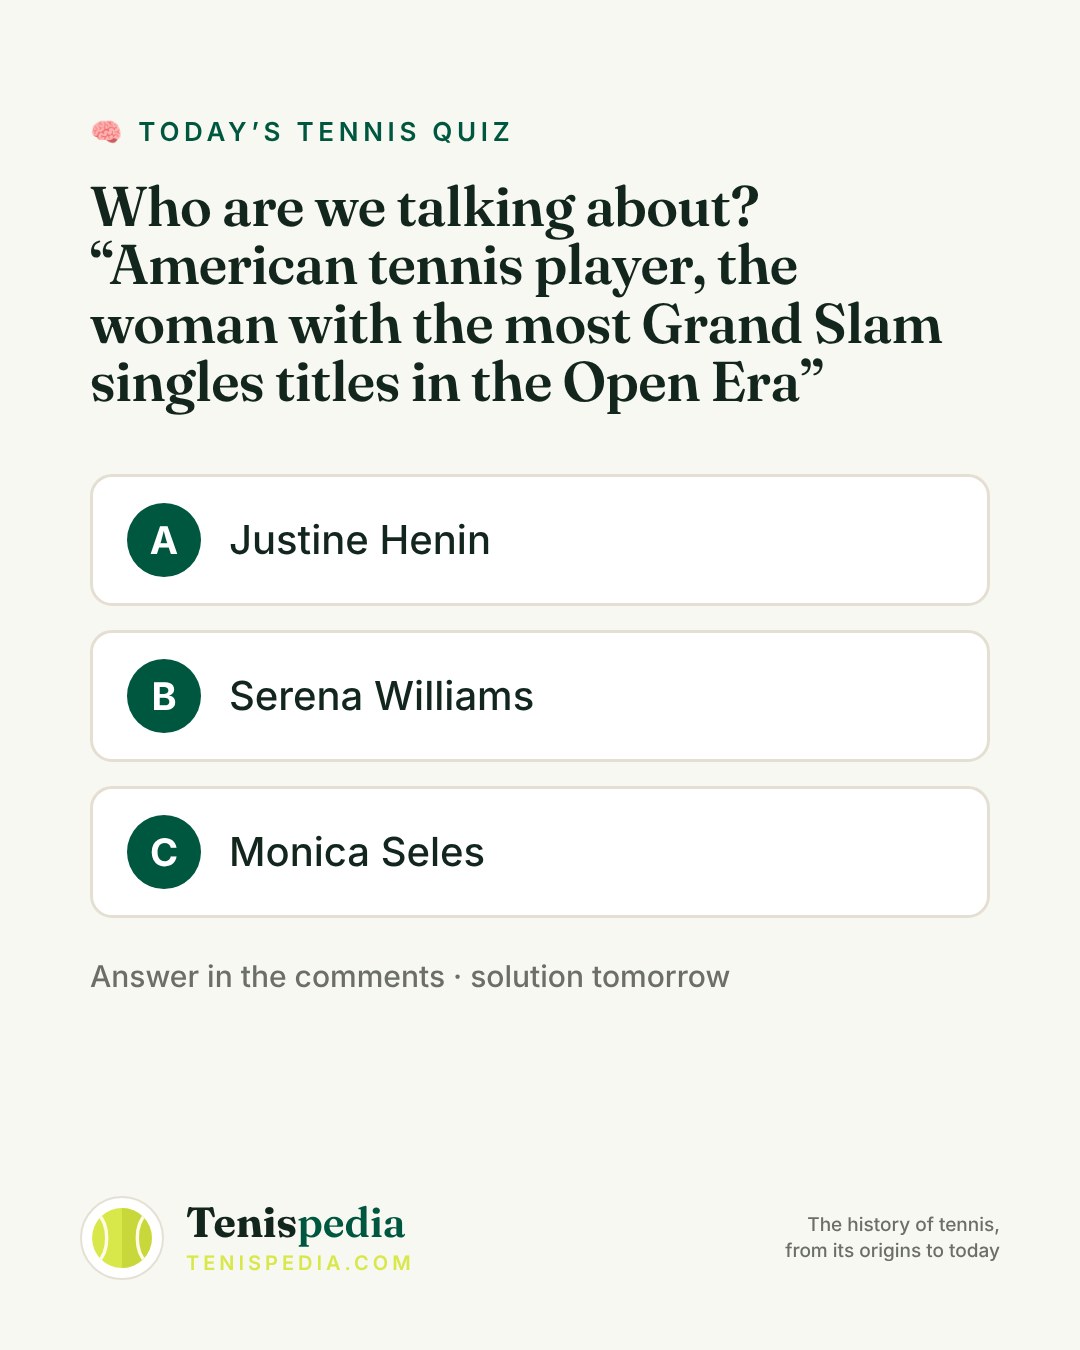 🧠 TODAY’S TENNIS QUIZ
Who are we talking about?
“American tennis player, the
woman with the most Grand Slam
singles titles in the Open Era”
A Justine Henin
B Serena Williams
C Monica Seles
Answer in the comments · solution tomorrow
Tenispedia
TENISPEDIA.COM
The history of tennis,
from its origins to today